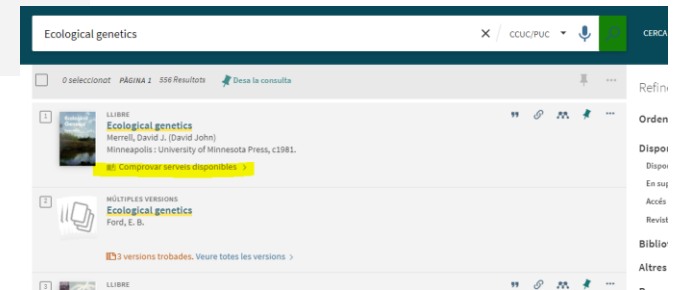 Ecological genetics
CCUC/PUC
CERCA
0 seleccionat PÀGINA 1 556 Resultats Desa la consulta
Refin
Orden
Dispor
Dispo
En sup
Accés
Revist
Bibliov
Altres
1
LLIBRE
Ecological genetics
Merrell, David J. (David John)
Minneapolis : University of Minnesota Press, c1981.
Comprovar serveis disponibles
2
MÚLTIPLES VERSIONS
Ecological genetics
Ford, E. B.
3 versions trobades. Veure totes les versions
3
LLIBRE